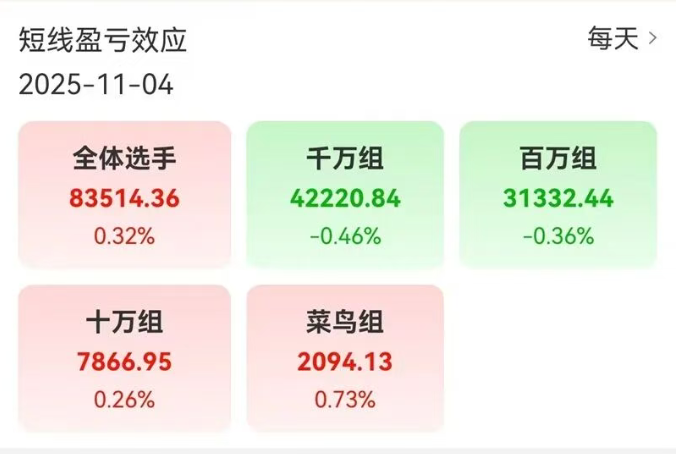 短线盈亏效应
每天 >
2025-11-04
全体选手
83514.36
0.32%
千万组
42220.84
-0.46%
百万组
31332.44
-0.36%
十万组
7866.95
0.26%
菜鸟组
2094.13
0.73%